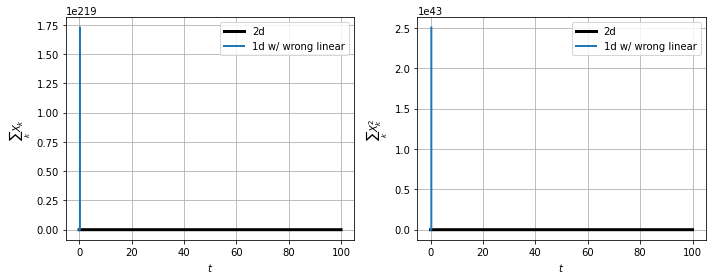 1e219
1.75
1.50
1.25
1.00
0.75
0.50
0.25
0.00
0 20 40 60 80 100
t
∑ₖ Xₖ
2d
1d w/ wrong linear
1e43
2.5
2.0
1.5
1.0
0.5
0.0
0 20 40 60 80 100
t
∑ₖ Xₖ²
2d
1d w/ wrong linear